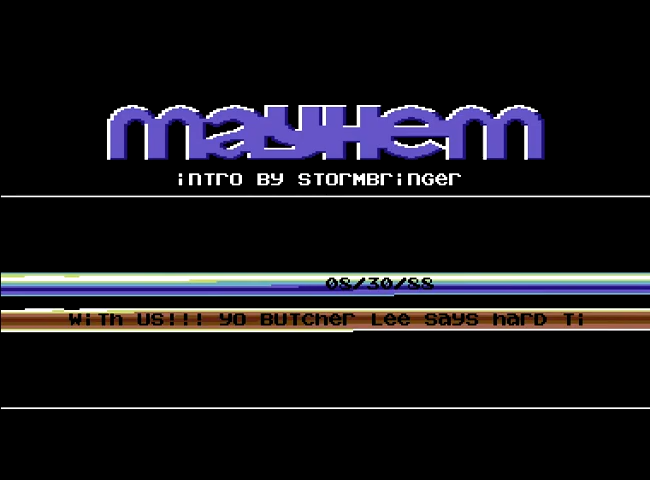 mayhem
intro by stormbringer
08/30/88
with us!!! yo butcher lee says hard ti